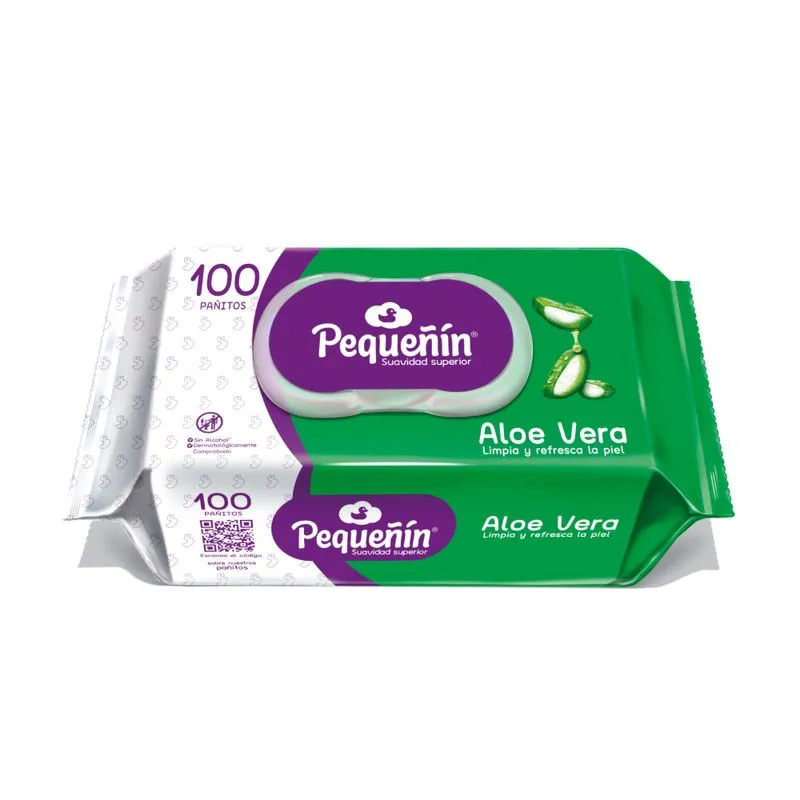 100
PAÑITOS
Pequeñín®
Suavidad superior
Sin Alcohol*
Dermatológicamente
Comprobado
Aloe Vera
Limpia y refresca la piel
100
PAÑITOS
Escanea el código
sobre nuestros
pañitos
Pequeñín®
Suavidad superior
Aloe Vera
Limpia y refresca la piel